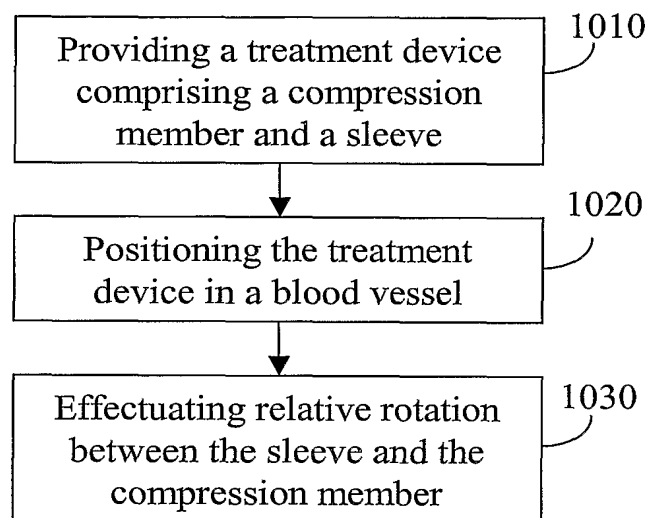 1010
Providing a treatment device
comprising a compression
member and a sleeve
1020
Positioning the treatment
device in a blood vessel
1030
Effectuating relative rotation
between the sleeve and the
compression member